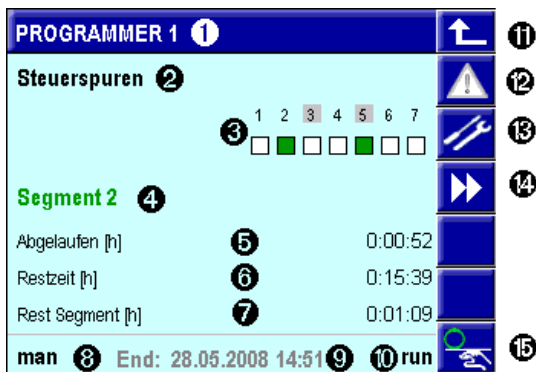 PROGRAMMER 1 1 11
Steuerspuren 2 12
1 2 3 4 5 6 7
3 13
Segment 2 4 14
Abgelaufen [h] 5 0:00:52
Restzeit [h] 6 0:15:39
Rest Segment [h] 7 0:01:09
man 8 End: 28.05.2008 14:51 9 10 run 15